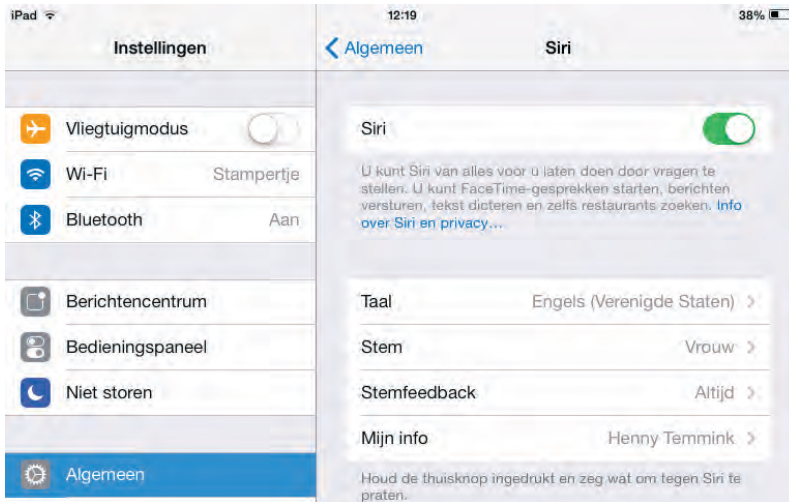 iPad
12:19
38%
Instellingen
Vliegtuigmodus
Wi-Fi Stampertje
Bluetooth Aan
Berichtencentrum
Bedieningspaneel
Niet storen
Algemeen
Algemeen
Siri
Siri
U kunt Siri van alles voor u laten doen door vragen te
stellen. U kunt FaceTime-gesprekken starten, berichten
versturen, tekst dicteren en zelfs restaurants zoeken. Info
over Siri en privacy...
Taal Engels (Verenigde Staten)
Stem Vrouw
Stemfeedback Altijd
Mijn info Henny Temmink
Houd de thuisknop ingedrukt en zeg wat om tegen Siri te
praten.